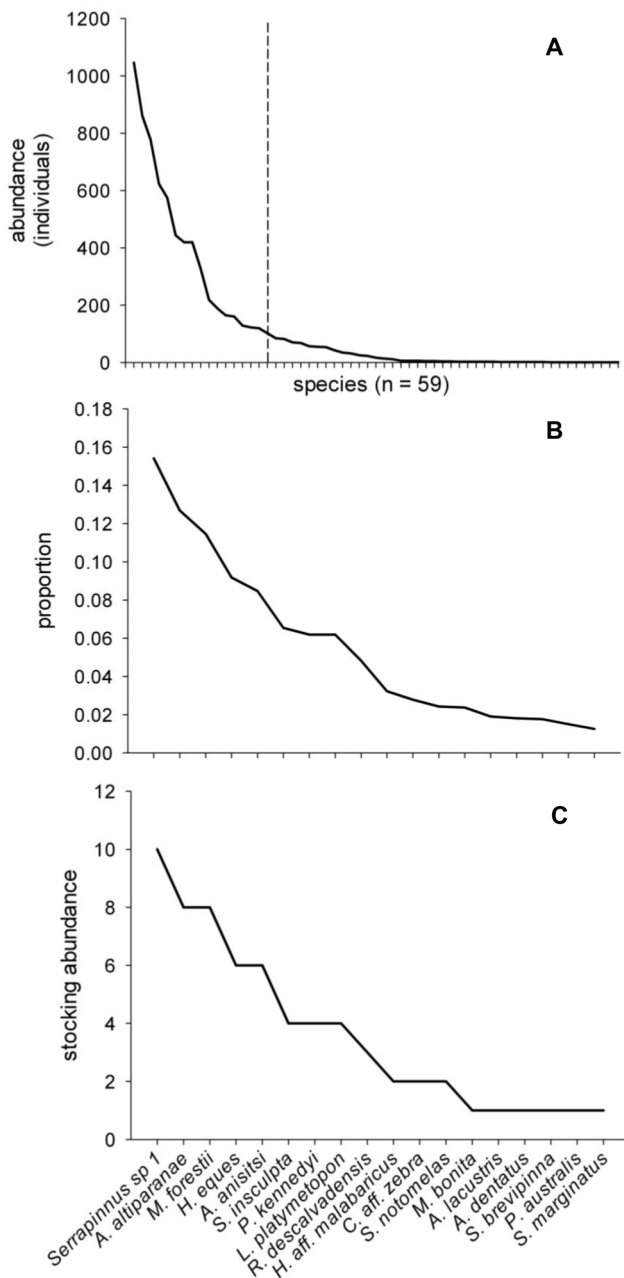 A
1200
1000
800
600
400
200
0
abundance
(individuals)
species (n = 59)
B
0.18
0.16
0.14
0.12
0.10
0.08
0.06
0.04
0.02
0.00
proportion
C
12
10
8
6
4
2
0
stocking abundance
Serrapinnus sp 1
A. altiparanae
M. forestii
H. eques
A. anisitsi
S. insculpta
P. kennedyi
L. platymetopon
R. descalvadensis
H. aff. malabaricus
C. aff. zebra
S. notomelas
M. bonita
A. lacustris
A. dentatus
S. brevipinna
P. australis
S. marginatus